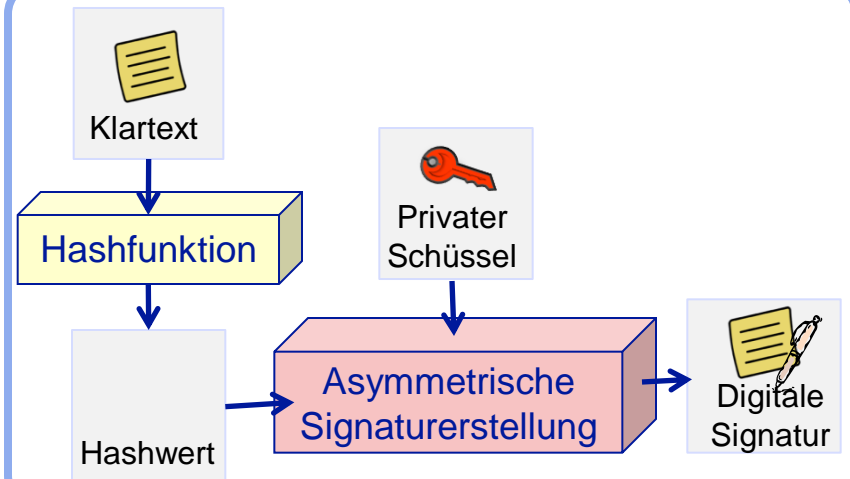 Klartext
Hashfunktion
Hashwert
Privater
Schüssel
Asymmetrische
Signaturerstellung
Digitale
Signatur